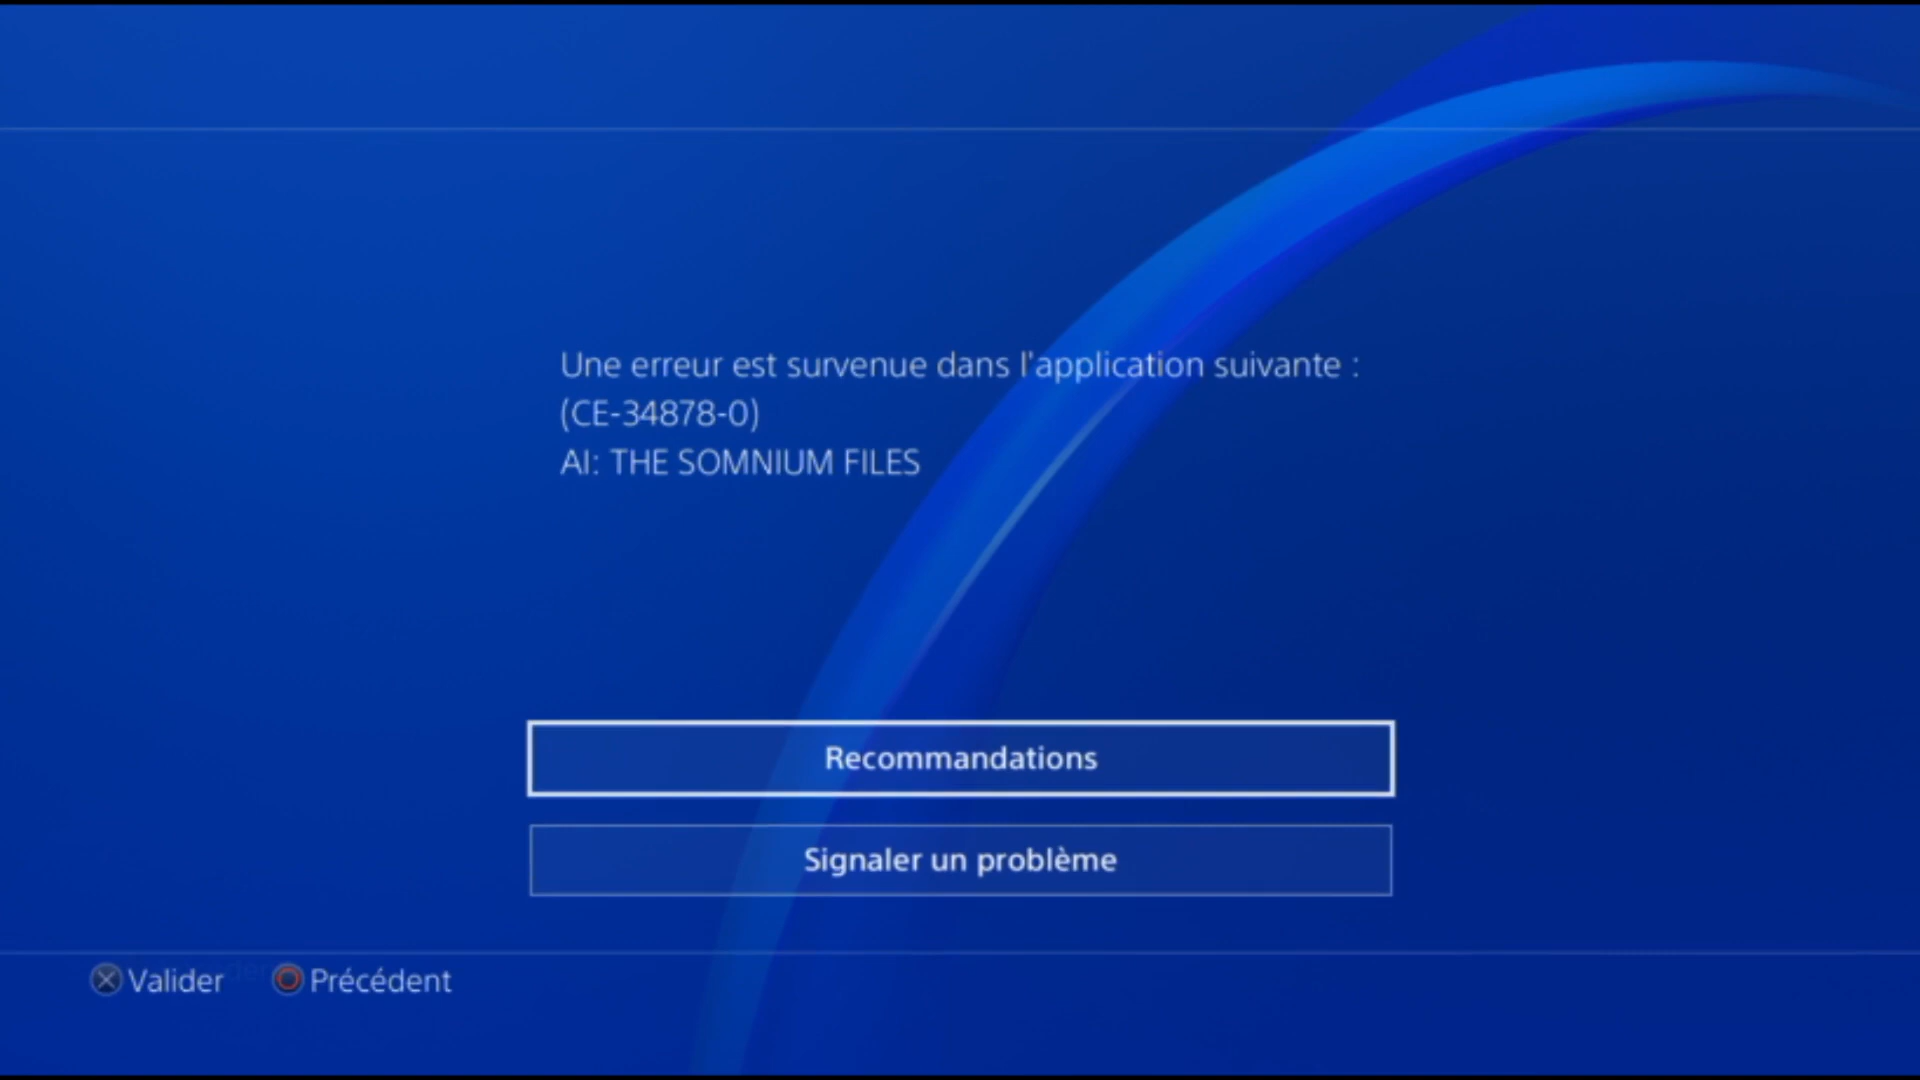 Une erreur est survenue dans l'application suivante :
(CE-34878-0)
AI: THE SOMNIUM FILES
Recommandations
Signaler un problème
Valider Précédent